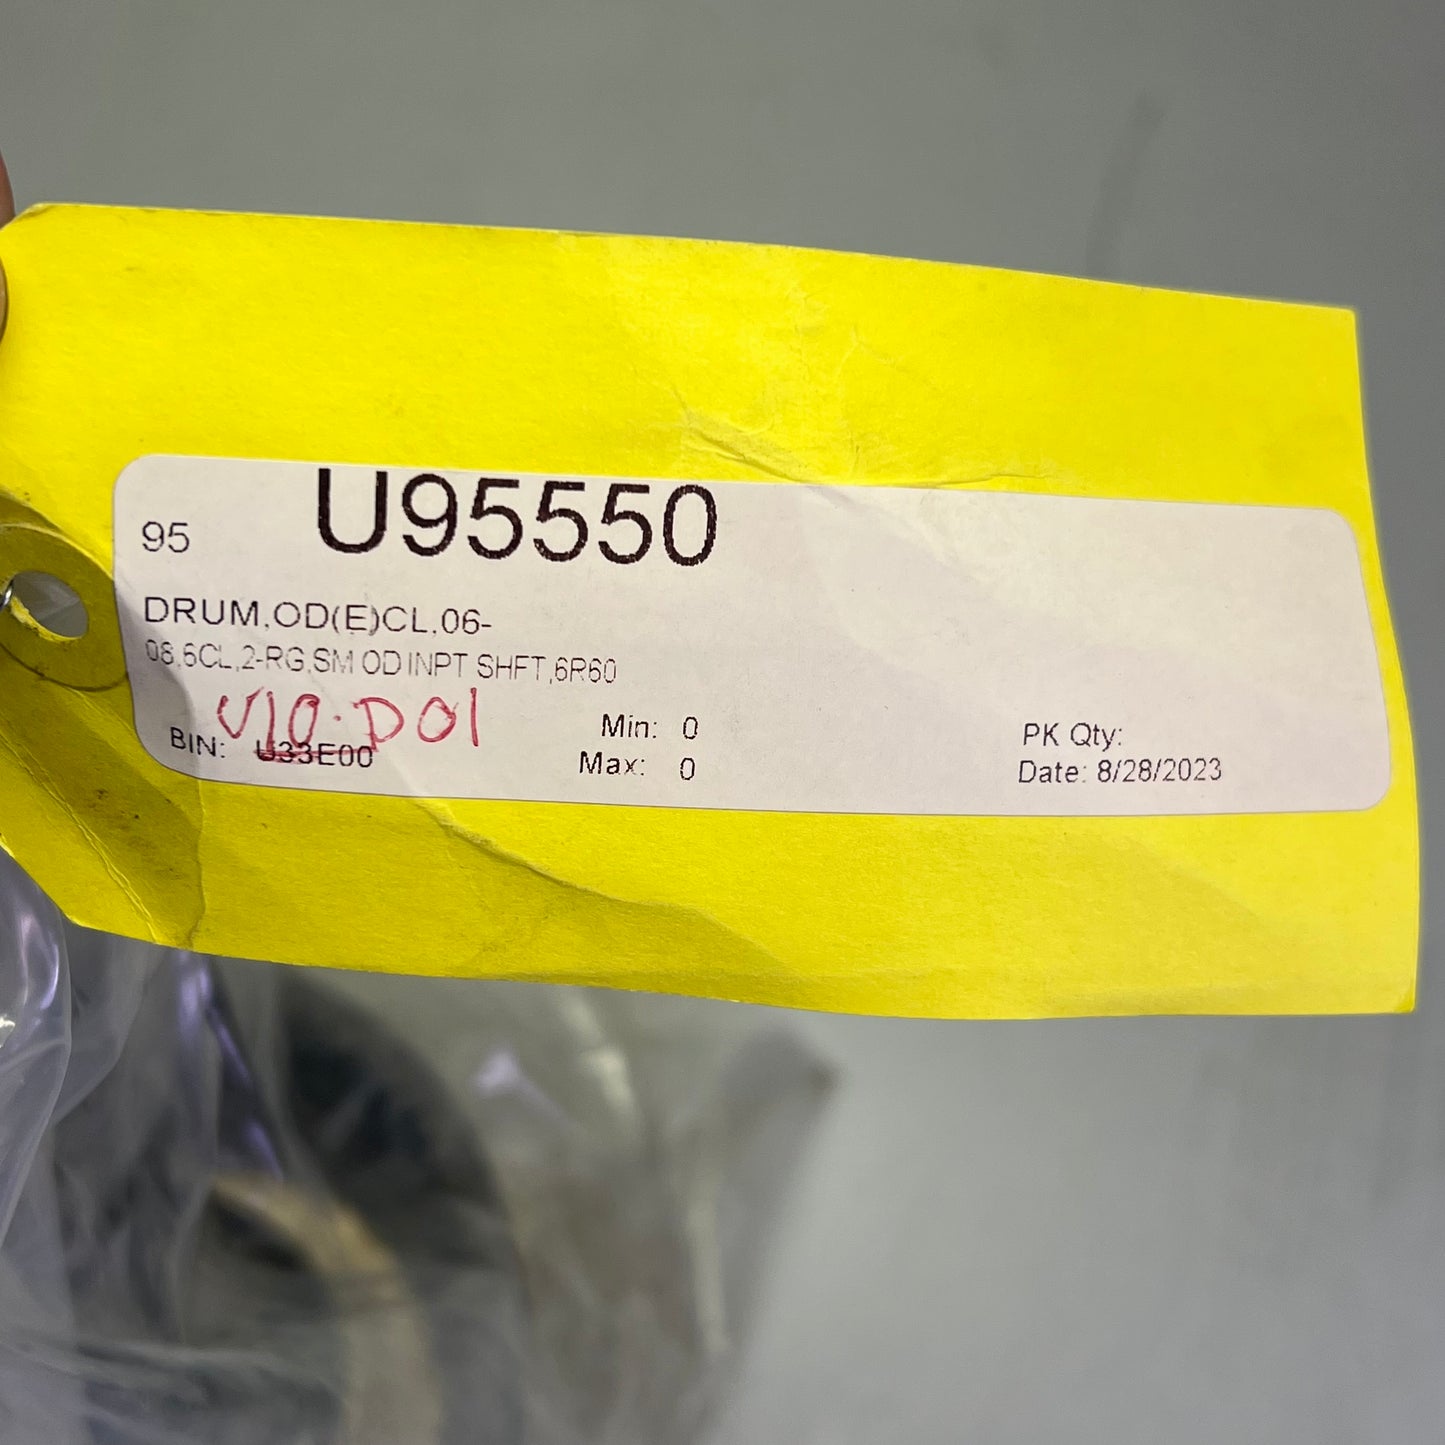 95 U95550
DRUM,OD(E)CL,06-
08,6CL,2-RG,SM OD INPT SHFT,6R60
V10.D01
BIN: U33E00
Min: 0
Max: 0
PK Qty:
Date: 8/28/2023